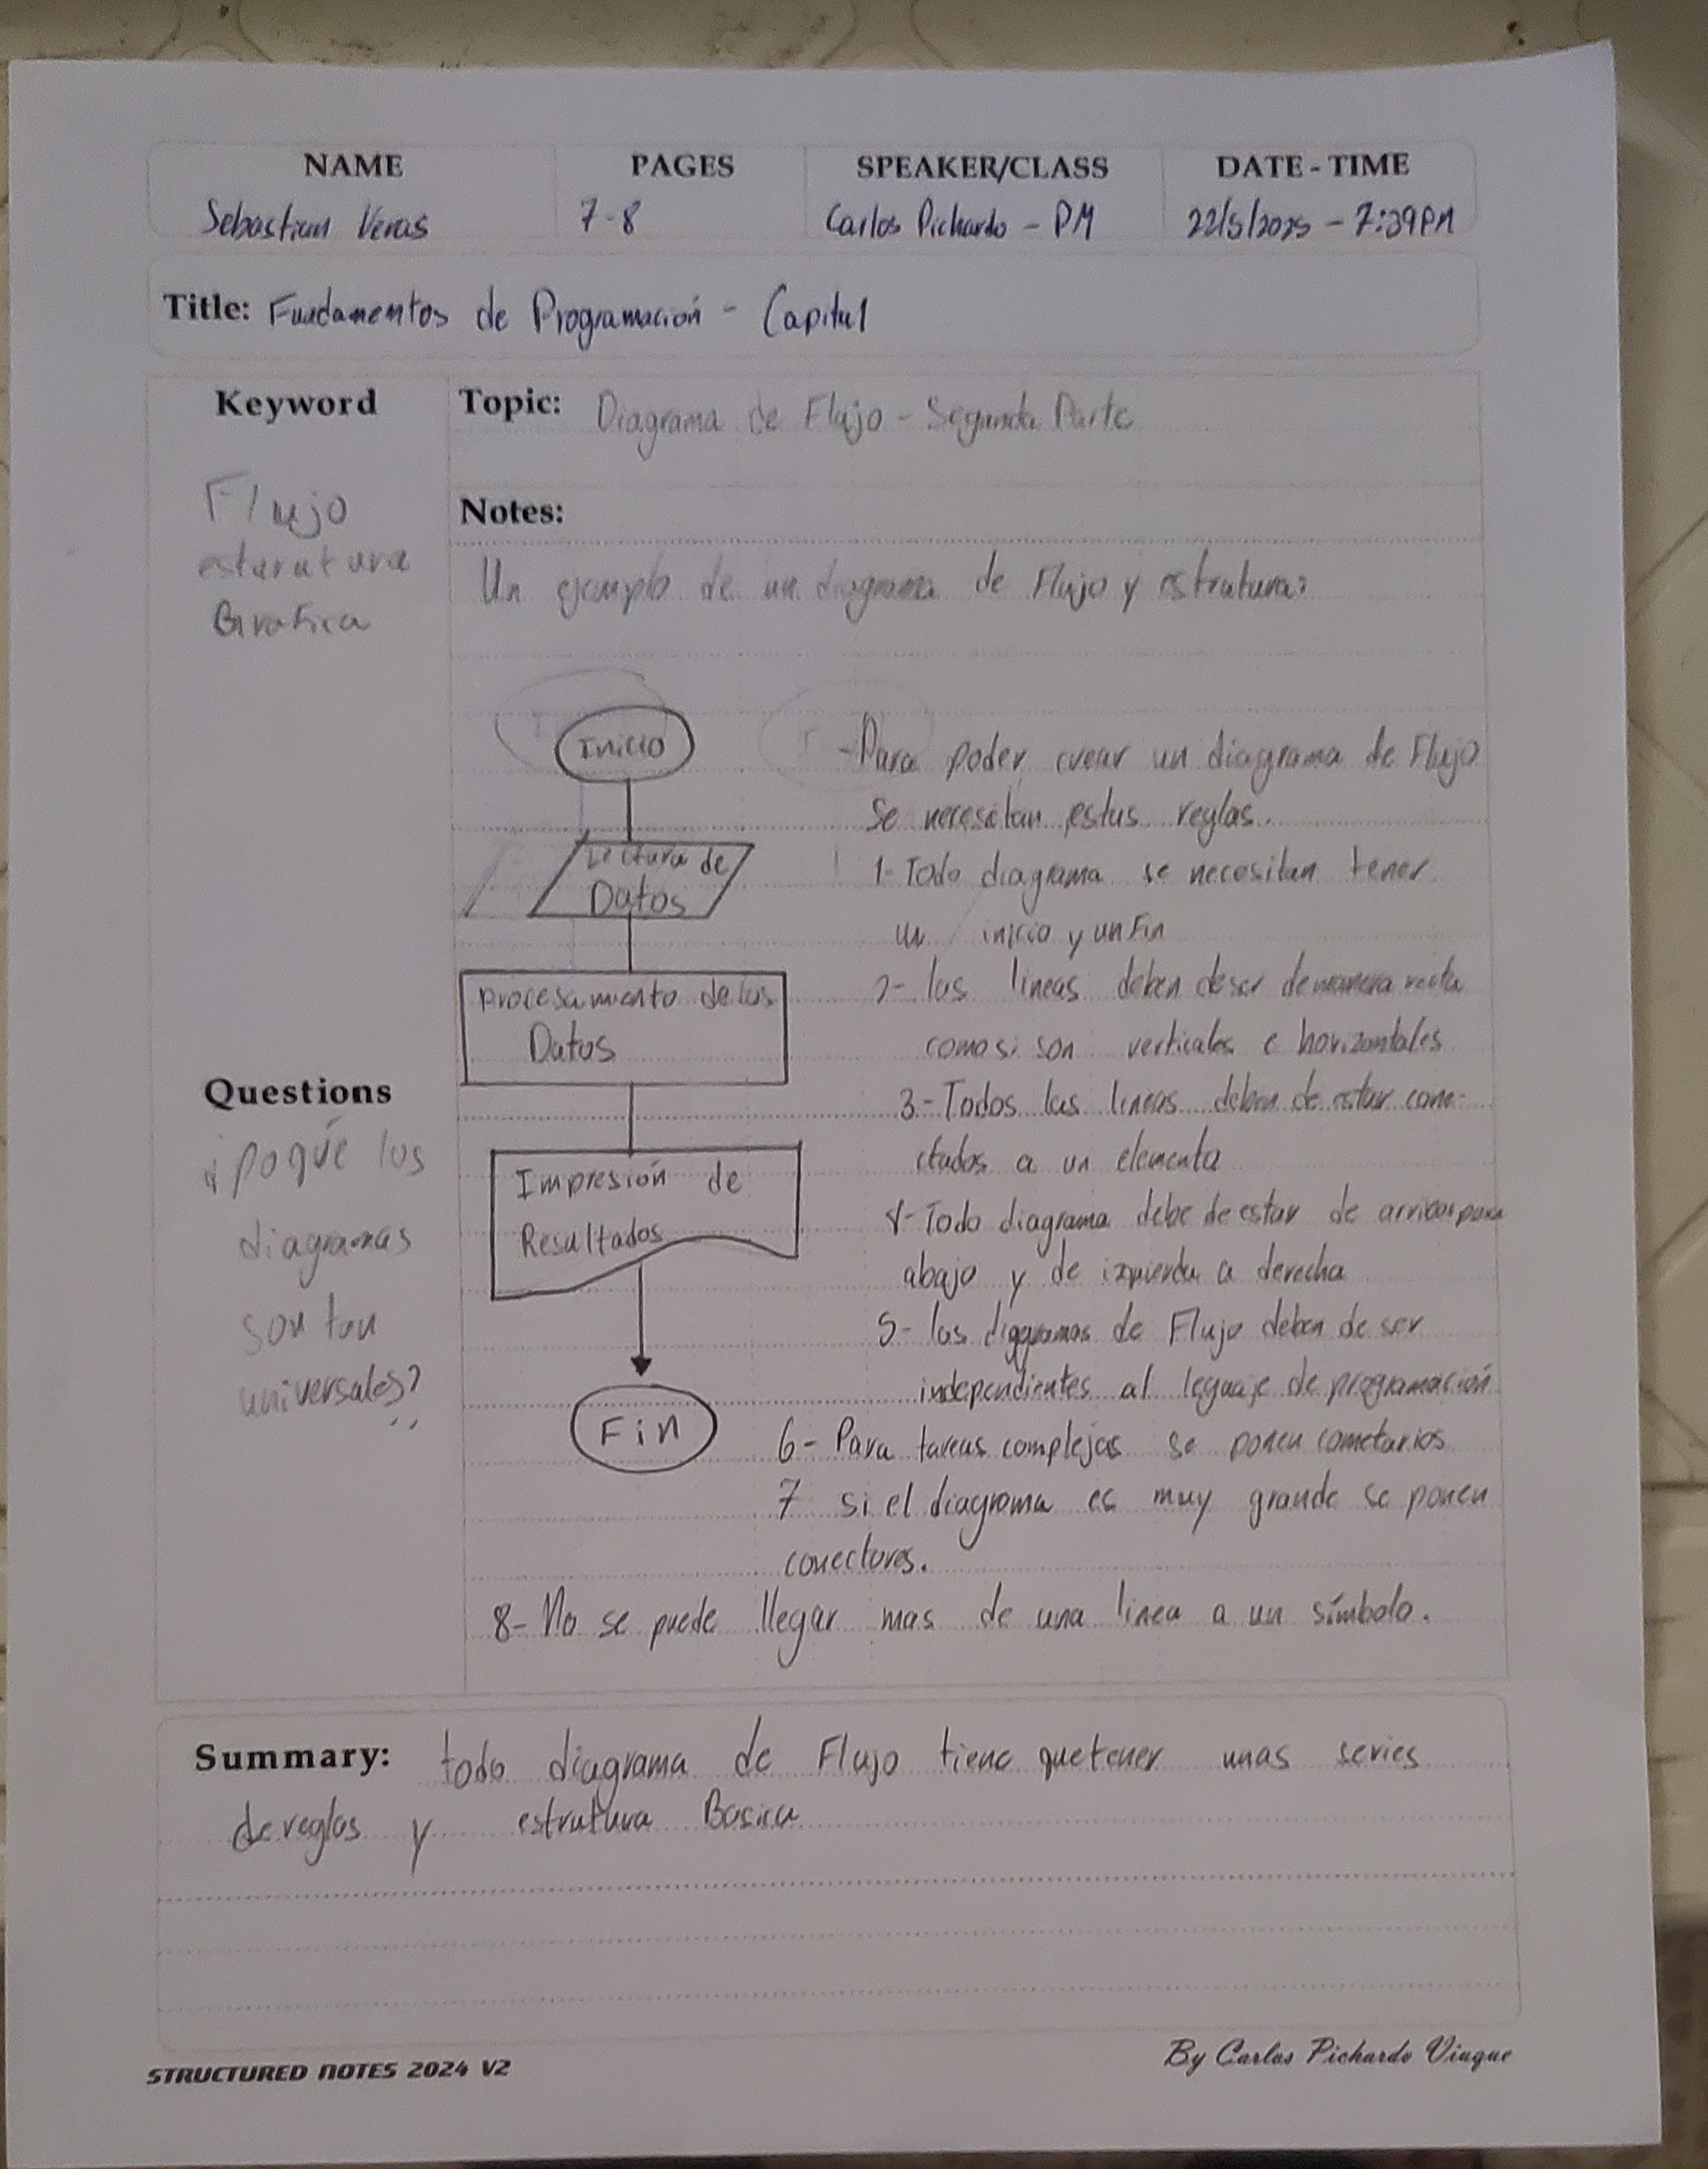 NAME PAGES SPEAKER/CLASS DATE - TIME
Sebastian Veras 7-8 Carlos Pichardo - PM 22/5/2025 - 7:39PM
Title: Fundamentos de Programación - Capitul
Keyword
Flujo
esturutura
Grafica
Topic: Diagrama de Flujo - Segunda Parte
Notes:
Un ejemplo de un diagrama de Flujo y estrutura:
Inicio
Lectura de
Datos
Procesamiento de los
Datos
Impresión de
Resultados
Fin
-Para poder crear un diagrama de Flujo
Se necesitan estas reglas.
1- Todo diagrama se necesitan tener
un inicio y un Fin
2- las lineas deben de ser de manera recta
como si son verticales e horizontales
3- Todos las lineas deben de estar cone-
ctados a un elemento
4- Todo diagrama debe de estar de arriba para
abajo y de izquierda a derecha
5- los diagramas de Flujo deben de ser
independientes al leguaje de programación
6- Para tareas complejas se ponen cometarios
7 si el diagrama es muy grande se ponen
conectores.
8- No se puede llegar mas de una linea a un símbolo.
Questions
¿poqué los
diagramas
son tan
universales?
Summary: todo diagrama de Flujo tiene que tener unas series
de reglas y estrutura Basica
STRUCTURED NOTES 2024 V2
By Carlos Pichardo Viuque